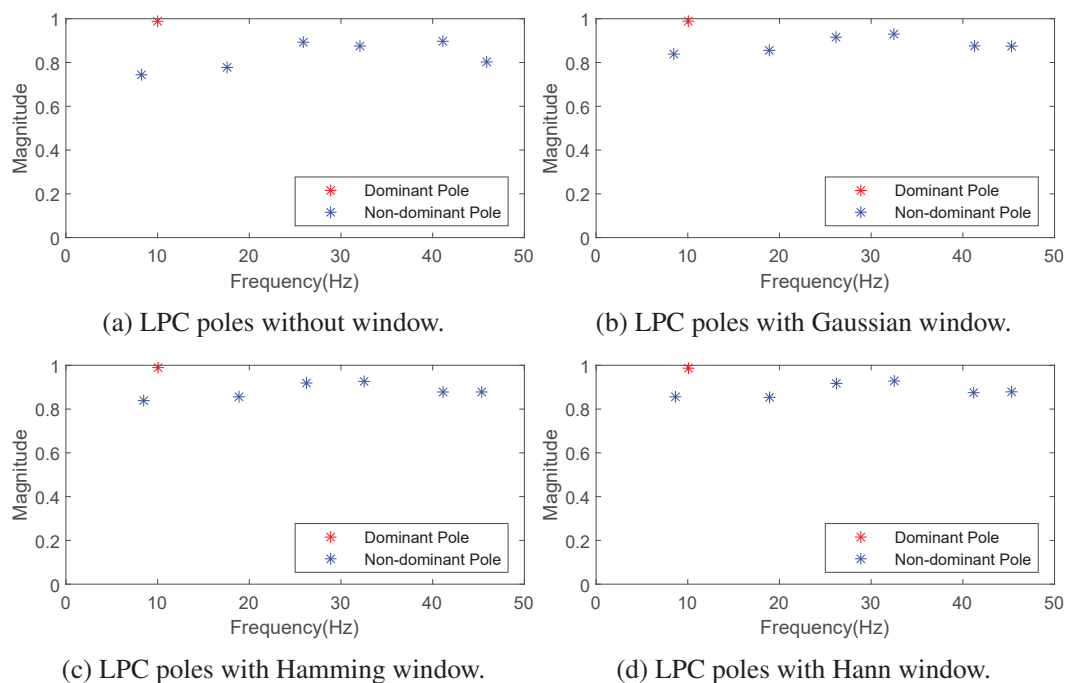 1
0.8
0.6
0.4
0.2
0
Magnitude
Dominant Pole
Non-dominant Pole
0 10 20 30 40 50
Frequency(Hz)
(a) LPC poles without window.
1
0.8
0.6
0.4
0.2
0
Magnitude
Dominant Pole
Non-dominant Pole
0 10 20 30 40 50
Frequency(Hz)
(b) LPC poles with Gaussian window.
1
0.8
0.6
0.4
0.2
0
Magnitude
Dominant Pole
Non-dominant Pole
0 10 20 30 40 50
Frequency(Hz)
(c) LPC poles with Hamming window.
1
0.8
0.6
0.4
0.2
0
Magnitude
Dominant Pole
Non-dominant Pole
0 10 20 30 40 50
Frequency(Hz)
(d) LPC poles with Hann window.